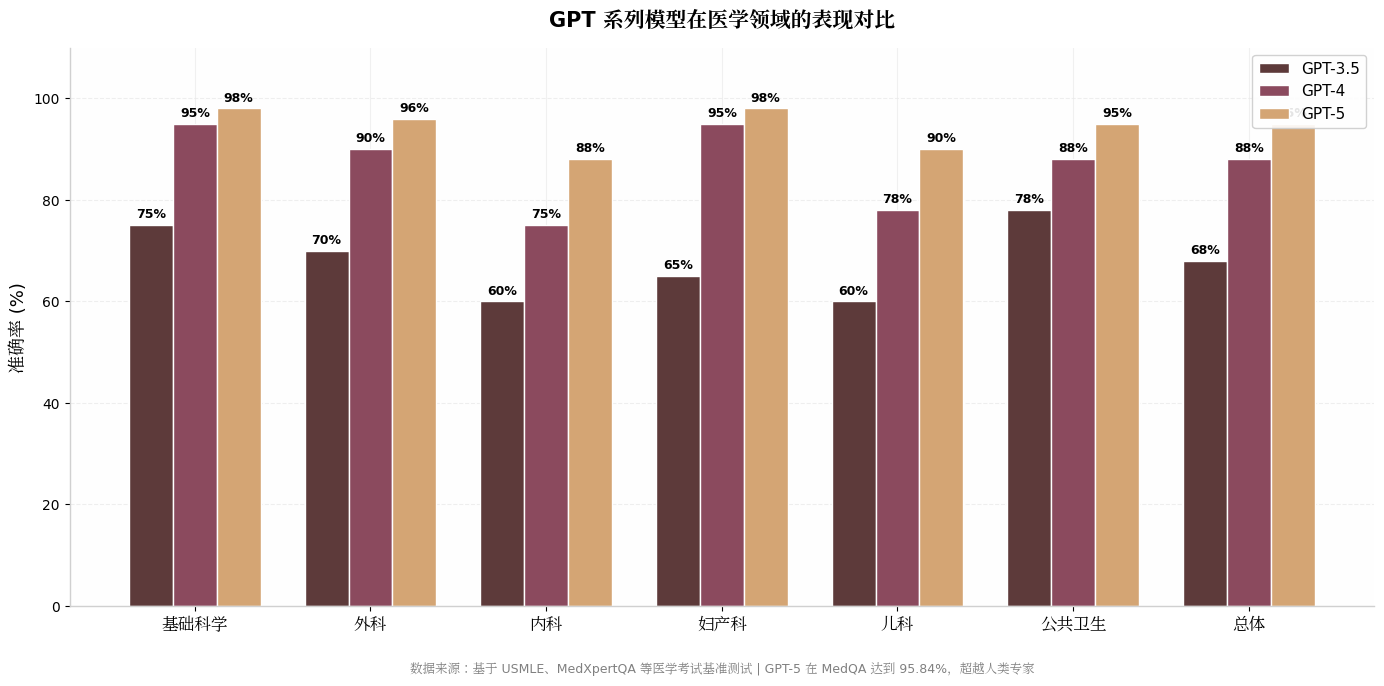 GPT 系列模型在医学领域的表现对比
GPT-3.5
GPT-4
GPT-5
准确率 (%)
100
80
60
40
20
0
75%
95%
98%
70%
90%
96%
60%
75%
88%
65%
95%
98%
60%
78%
90%
78%
88%
95%
68%
88%
基础科学
外科
内科
妇产科
儿科
公共卫生
总体
数据来源：基于 USMLE、MedXpertQA 等医学考试基准测试 | GPT-5 在 MedQA 达到 95.84%，超越人类专家